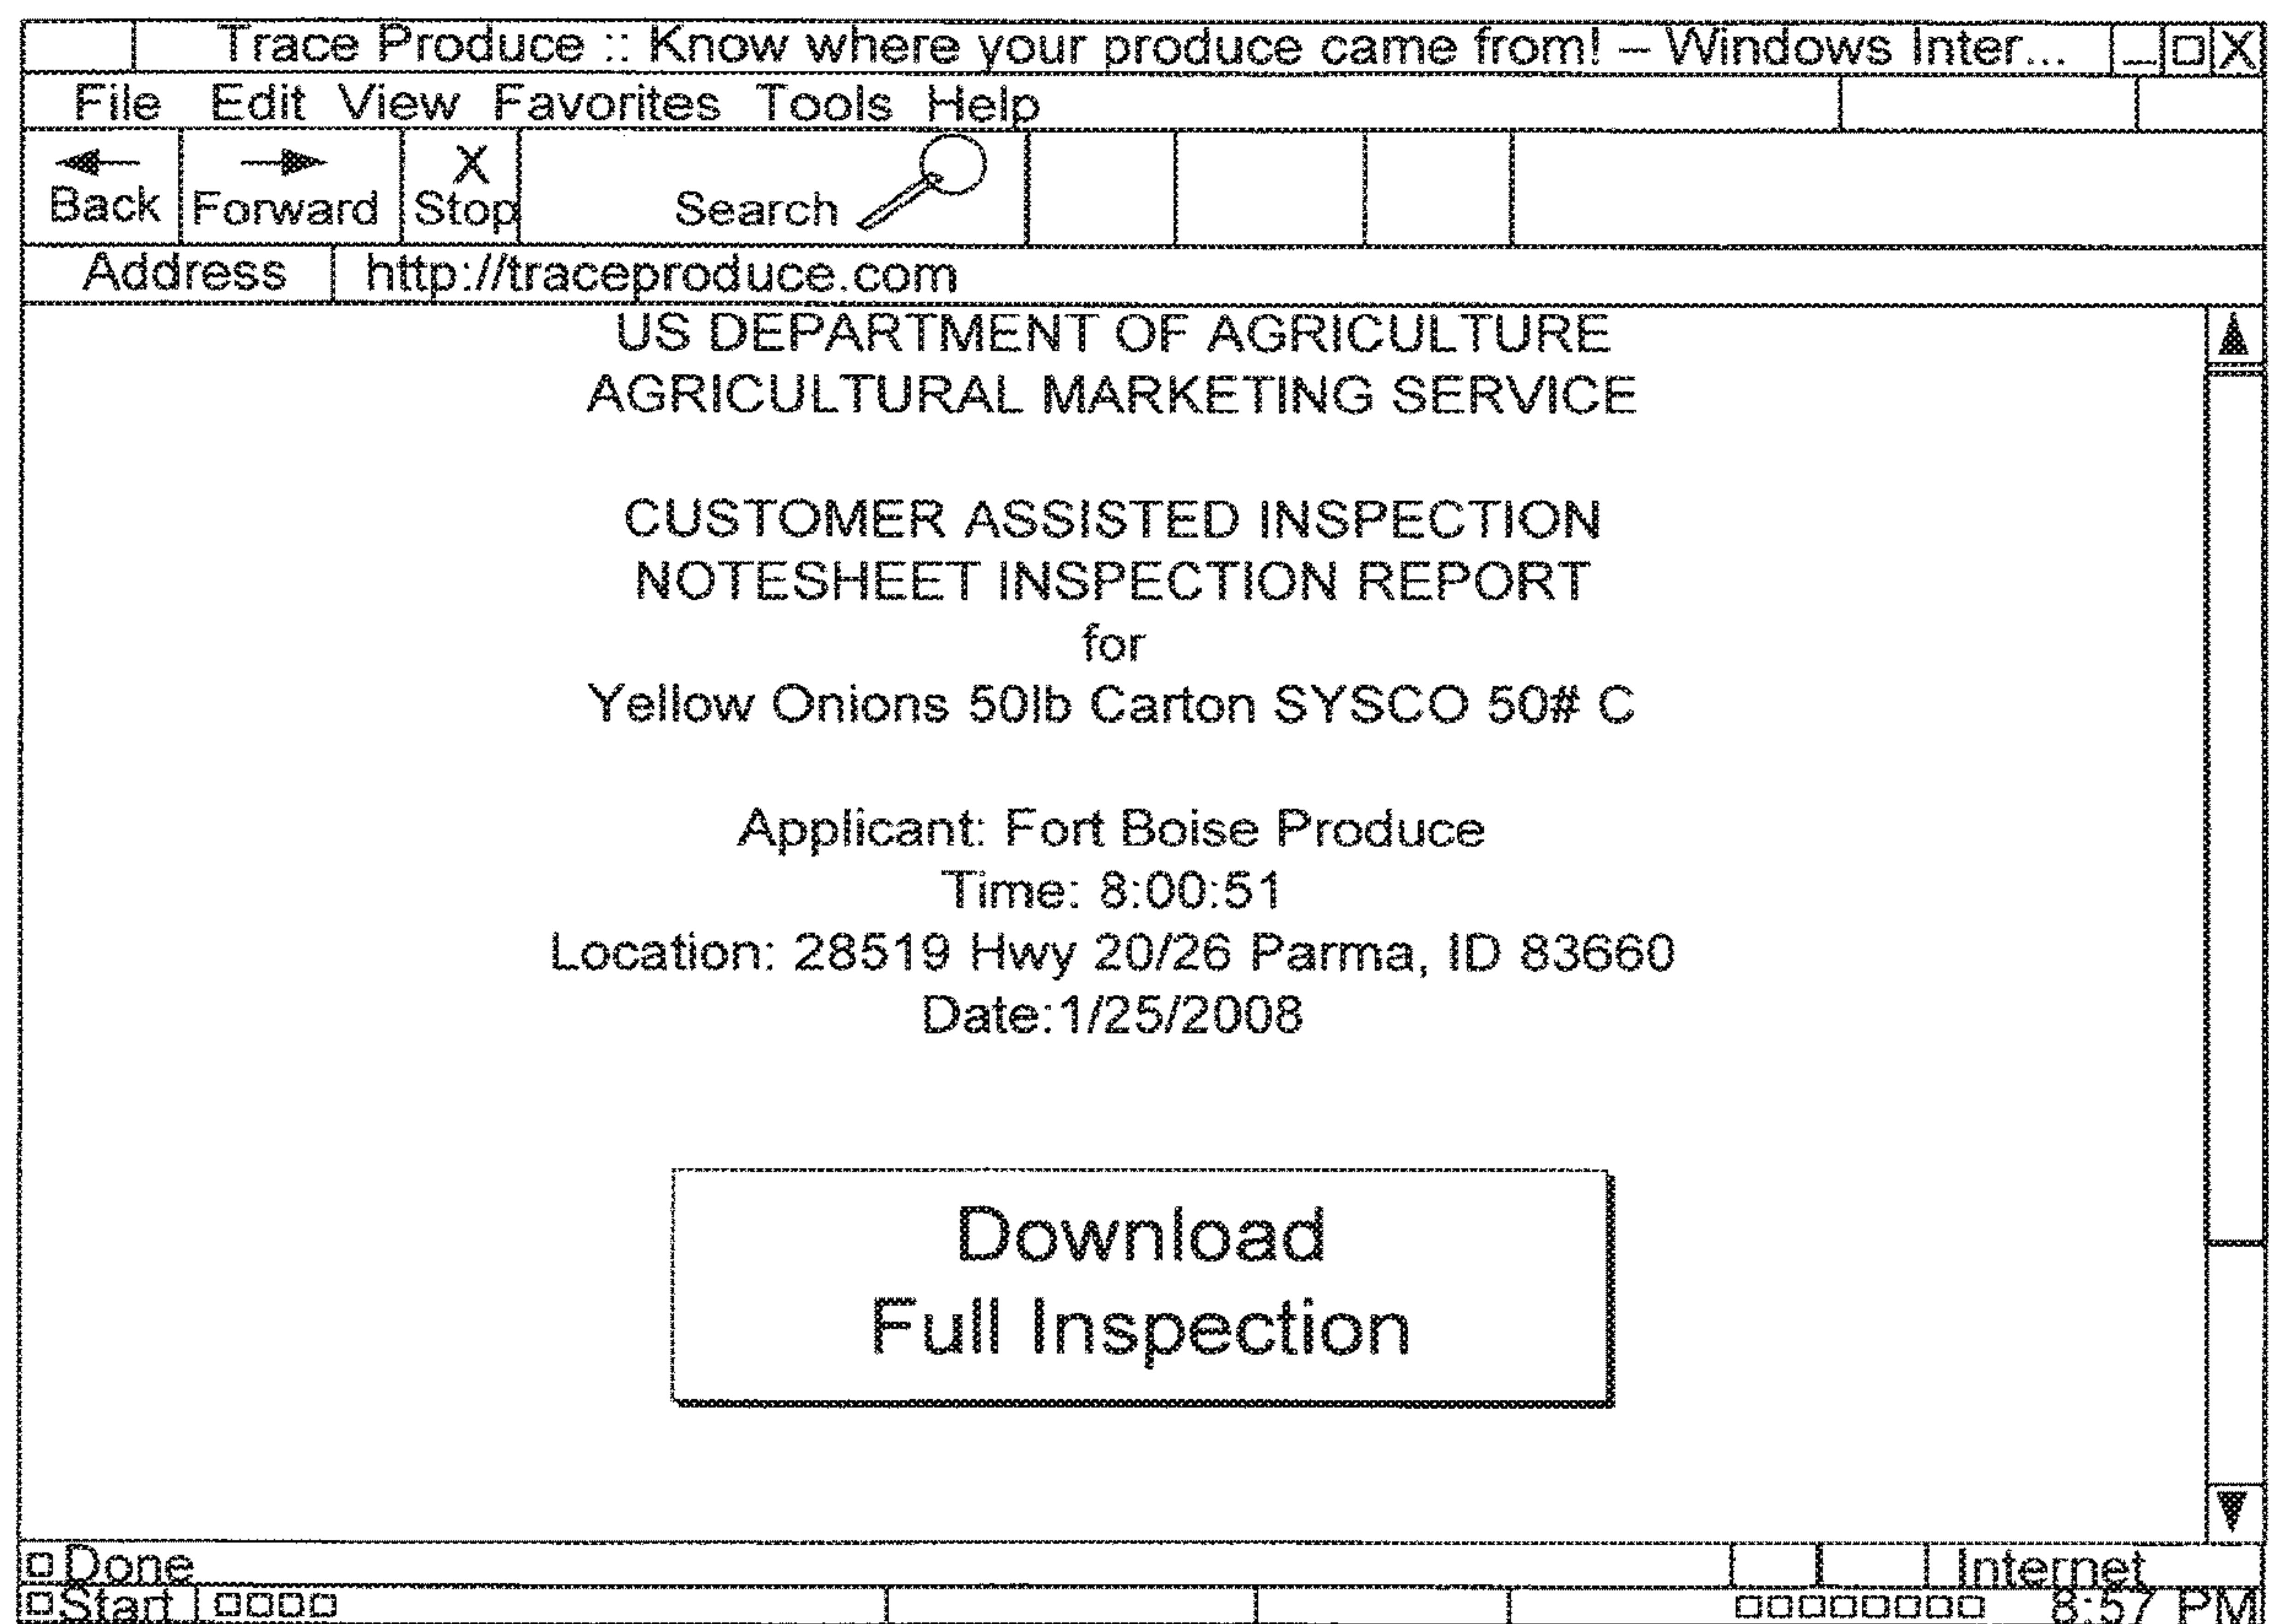 Trace Produce :: Know where your produce came from! – Windows Inter...
File Edit View Favorites Tools Help
Back Forward X Stop Search
Address http://traceproduce.com
US DEPARTMENT OF AGRICULTURE
AGRICULTURAL MARKETING SERVICE
CUSTOMER ASSISTED INSPECTION
NOTESHEET INSPECTION REPORT
for
Yellow Onions 50lb Carton SYSCO 50# C
Applicant: Fort Boise Produce
Time: 8:00:51
Location: 28519 Hwy 20/26 Parma, ID 83660
Date:1/25/2008
Download
Full Inspection
Done Internet
Start 8:57 PM